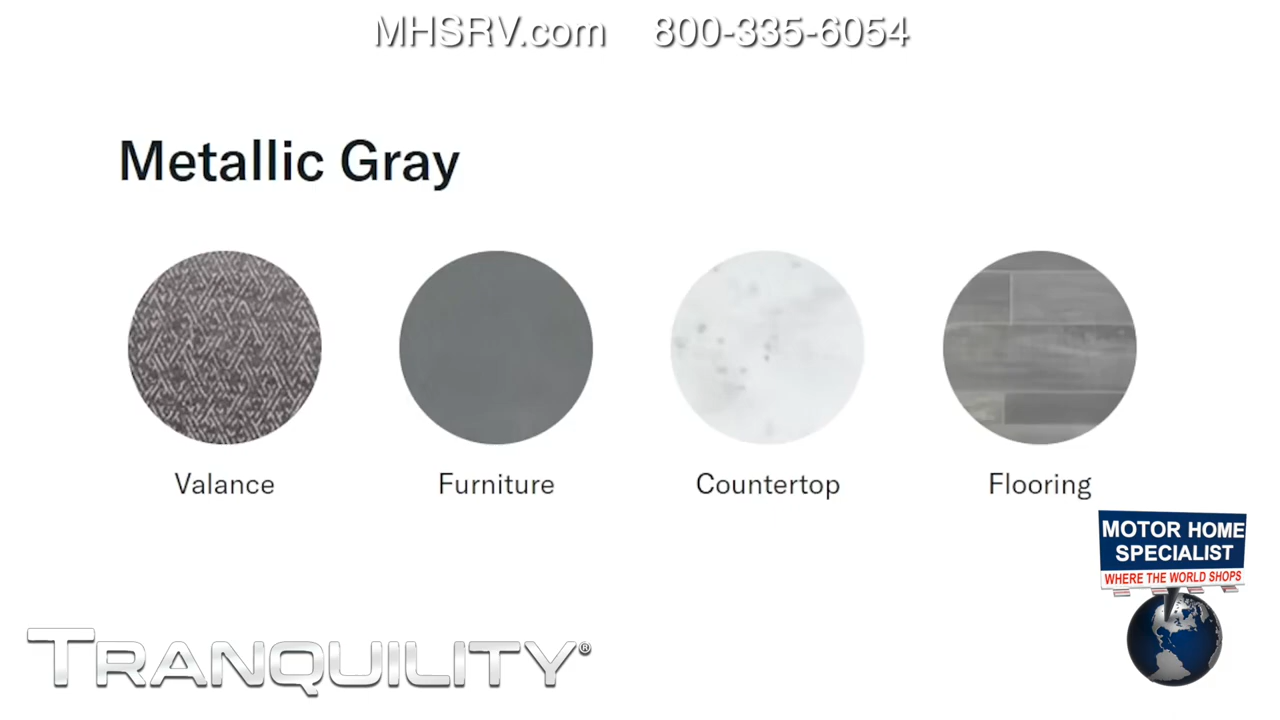 MHSRV.com 800-335-6054
Metallic Gray
Valance
Furniture
Countertop
Flooring
MOTOR HOME
SPECIALIST
WHERE THE WORLD SHOPS
TRANQUILITY®